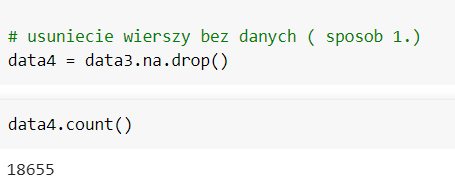 # usuniecie wierszy bez danych ( sposob 1.)
data4 = data3.na.drop()
data4.count()
18655